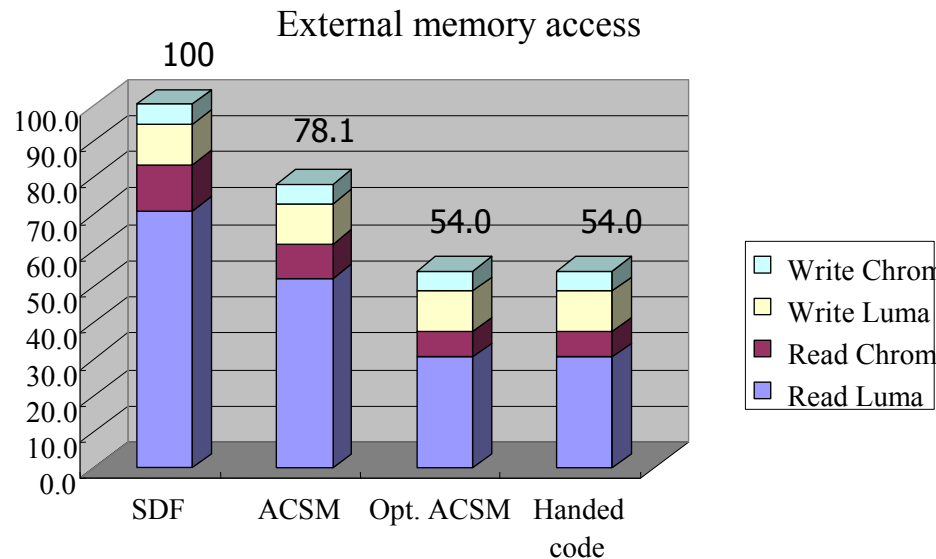 External memory access
100
78.1
54.0
54.0
100.0
90.0
80.0
70.0
60.0
50.0
40.0
30.0
20.0
10.0
0.0
SDF
ACSM
Opt. ACSM
Handed
code
Write Chrom
Write Luma
Read Chrom
Read Luma